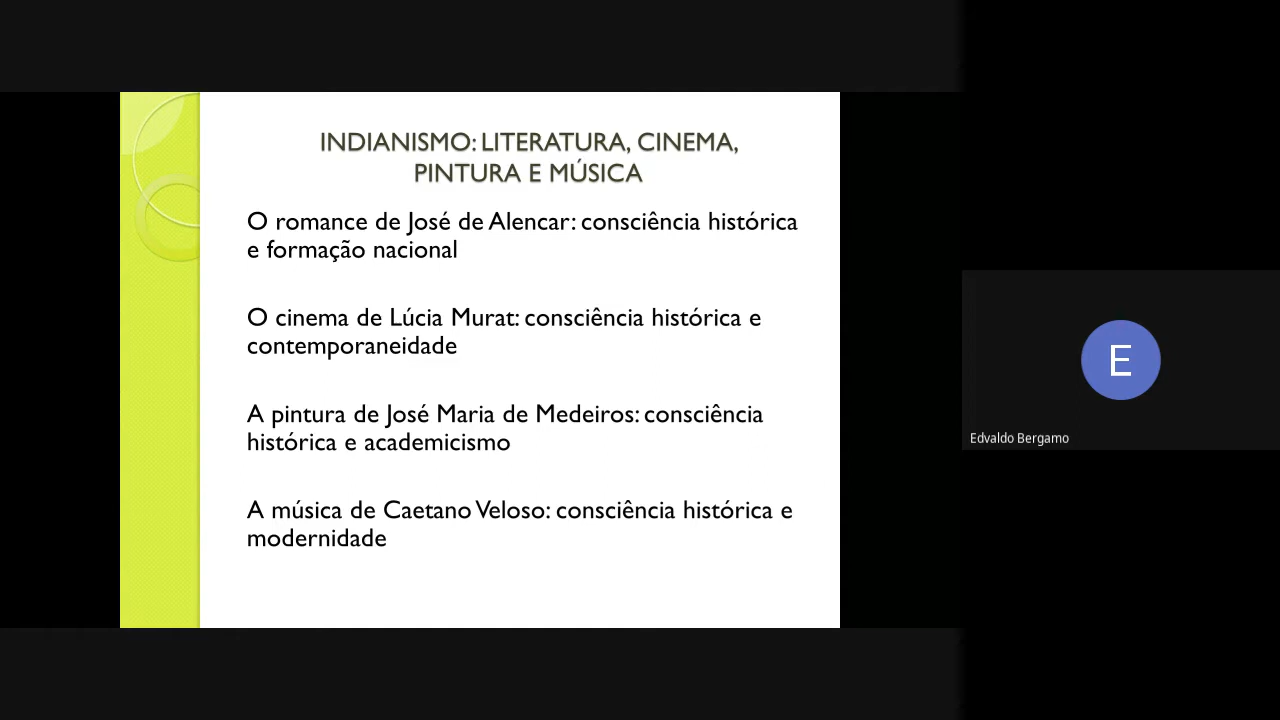 INDIANISMO: LITERATURA, CINEMA,
PINTURA E MÚSICA
O romance de José de Alencar: consciência histórica
e formação nacional
O cinema de Lúcia Murat: consciência histórica e
contemporaneidade
A pintura de José Maria de Medeiros: consciência
histórica e academicismo
A música de Caetano Veloso: consciência histórica e
modernidade
E
Edvaldo Bergamo